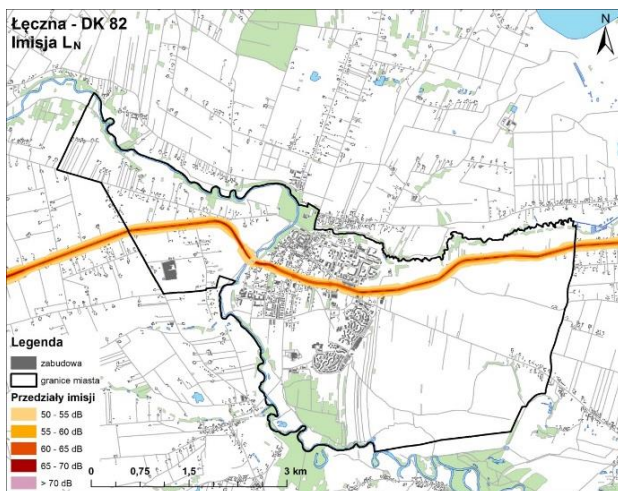 Łęczna - DK 82
Imisja LN
N
Legenda
zabudowa
granice miasta
Przedziały imisji
50 - 55 dB
55 - 60 dB
60 - 65 dB
65 - 70 dB
> 70 dB
0 0,75 1,5 3 km